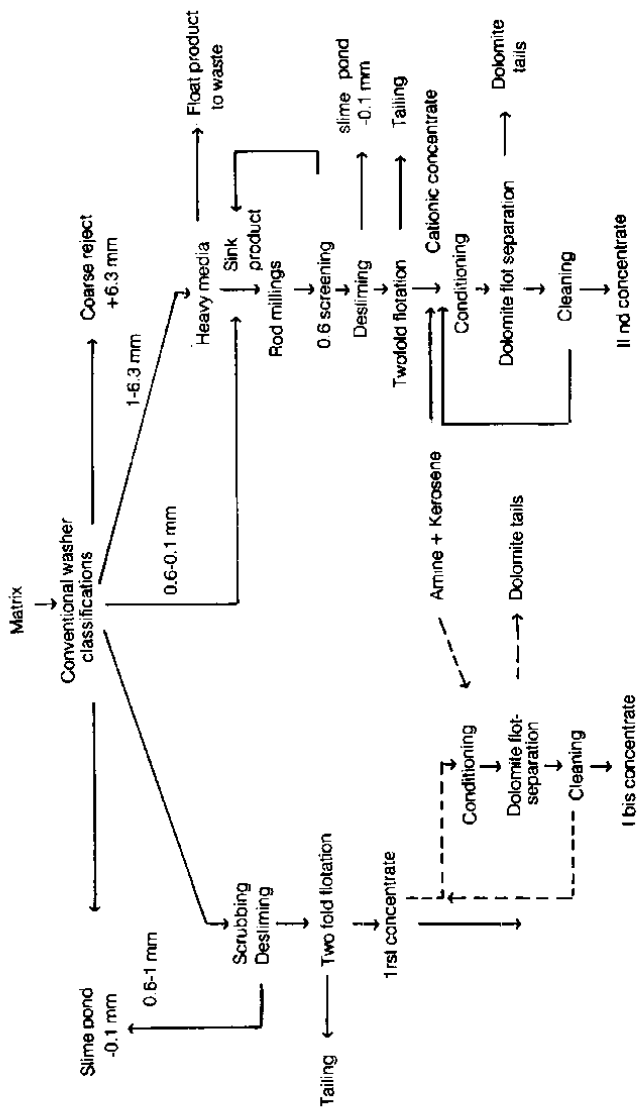 Matrix
Conventional washer
classifications
Slime pond
-0.1 mm
Coarse reject
+6.3 mm
0.6-1 mm
0.6-0.1 mm
1-6.3 mm
Float product
to waste
Heavy media
Sink
product
Rod millings
0.6 screening
slime pond
-0.1 mm
Desliming
Tailing
Twofold flotation
Cationic concentrate
Conditioning
Dolomite flot separation
Dolomite
tails
Cleaning
II nd concentrate
Scrubbing
Desliming
Two fold flotation
Tailing
1rst concentrate
Amine + Kerosene
Conditioning
Dolomite flot-
separation
Dolomite tails
Cleaning
I bis concentrate